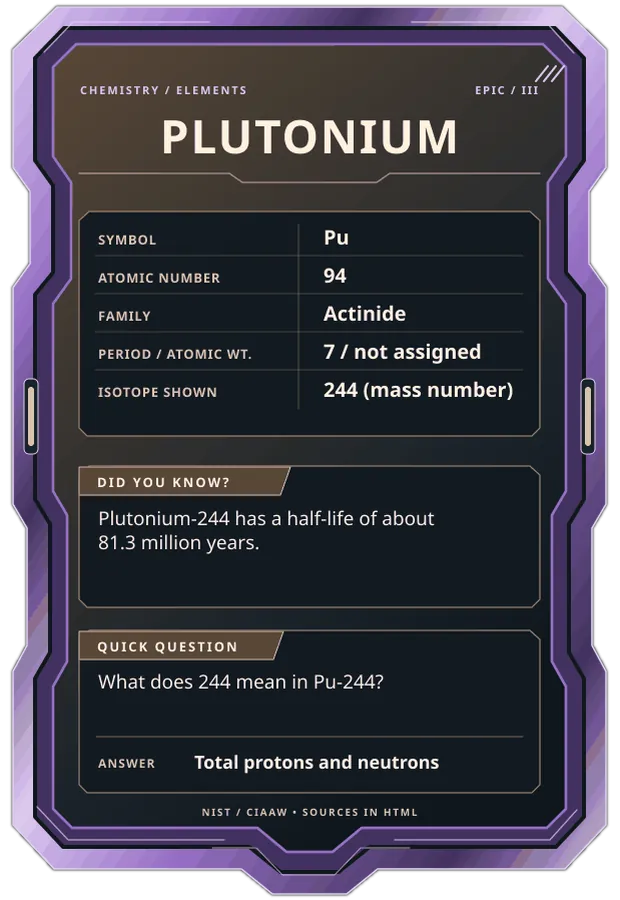 CHEMISTRY / ELEMENTS
EPIC / III
PLUTONIUM
SYMBOL Pu
ATOMIC NUMBER 94
FAMILY Actinide
PERIOD / ATOMIC WT. 7 / not assigned
ISOTOPE SHOWN 244 (mass number)
DID YOU KNOW?
Plutonium-244 has a half-life of about
81.3 million years.
QUICK QUESTION
What does 244 mean in Pu-244?
ANSWER Total protons and neutrons
NIST / CIAAW • SOURCES IN HTML